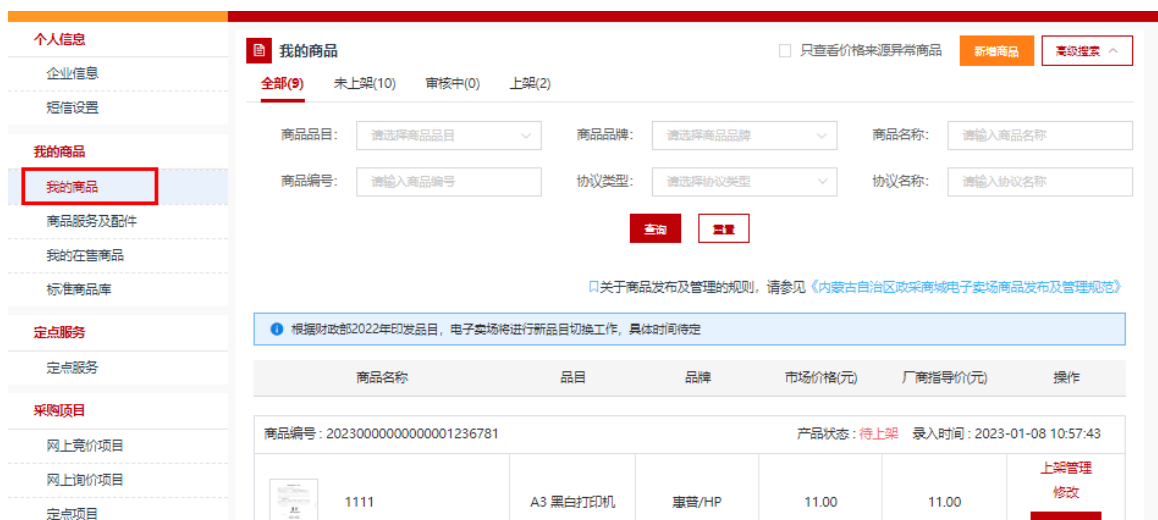 个人信息
企业信息
短信设置
我的商品
我的商品
商品服务及配件
我的在售商品
标准商品库
定点服务
定点服务
采购项目
网上竞价项目
网上询价项目
定点项目
我的商品
只查看价格来源异常商品 新增商品 高级搜索
全部(9) 未上架(10) 审核中(0) 上架(2)
商品品目: 请选择商品品目 商品品牌: 请选择商品品牌 商品名称: 请输入商品名称
商品编号: 请输入商品编号 协议类型: 请选择协议类型 协议名称: 请输入协议名称
查询 重置
关于商品发布及管理的规则，请参见《内蒙古自治区政采商城电子卖场商品发布及管理规范》
根据财政部2022年印发品目，电子卖场将进行新品目切换工作，具体时间待定
商品名称 品目 品牌 市场价格(元) 厂商指导价(元) 操作
商品编号 : 20230000000000001236781 产品状态 : 待上架 录入时间 : 2023-01-08 10:57:43
1111 A3 黑白打印机 惠普/HP 11.00 11.00 上架管理
修改